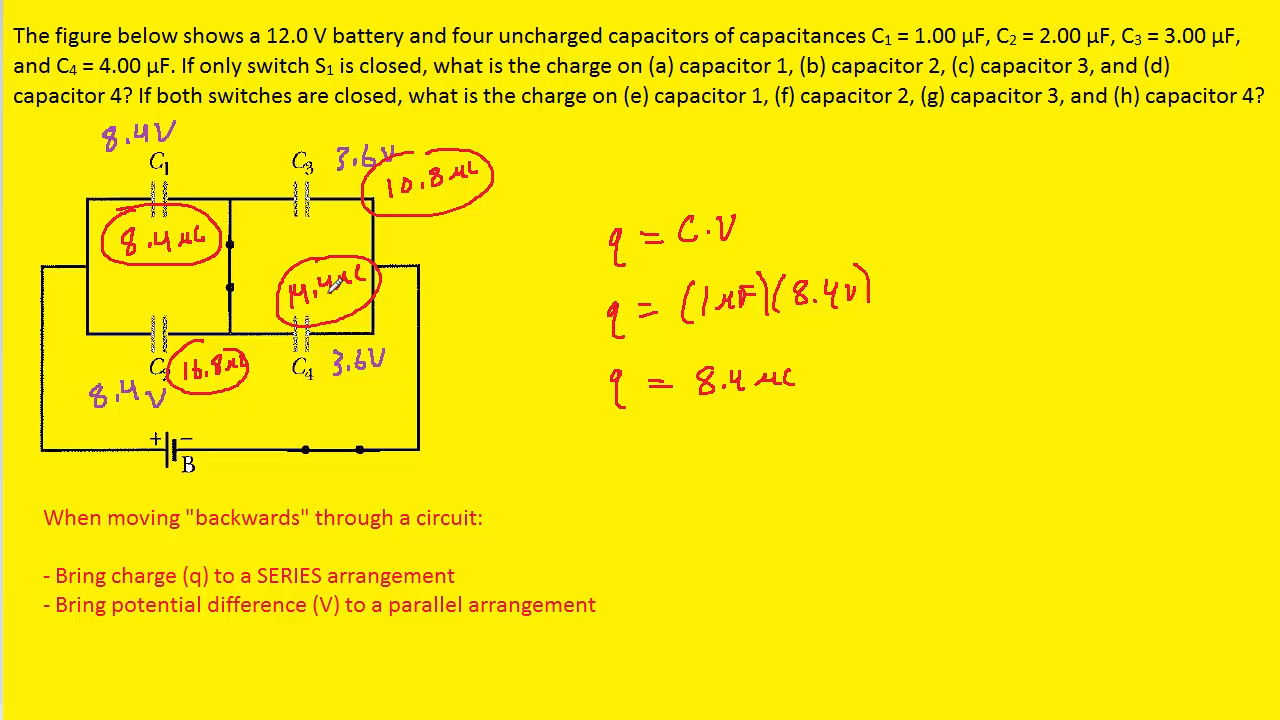 The figure below shows a 12.0 V battery and four uncharged capacitors of capacitances C₁ = 1.00 µF, C₂ = 2.00 µF, C₃ = 3.00 µF,
and C₄ = 4.00 µF. If only switch S₁ is closed, what is the charge on (a) capacitor 1, (b) capacitor 2, (c) capacitor 3, and (d)
capacitor 4? If both switches are closed, what is the charge on (e) capacitor 1, (f) capacitor 2, (g) capacitor 3, and (h) capacitor 4?
8.4V
C₁
C₃
3.6V
10.8 µC
8.4 µC
14.4 µC
q = C·V
q = (1 µF)(8.4V)
q = 8.4 µC
C₂
16.8 µC
C₄
3.6V
8.4V
+ −
B
When moving "backwards" through a circuit:
- Bring charge (q) to a SERIES arrangement
- Bring potential difference (V) to a parallel arrangement